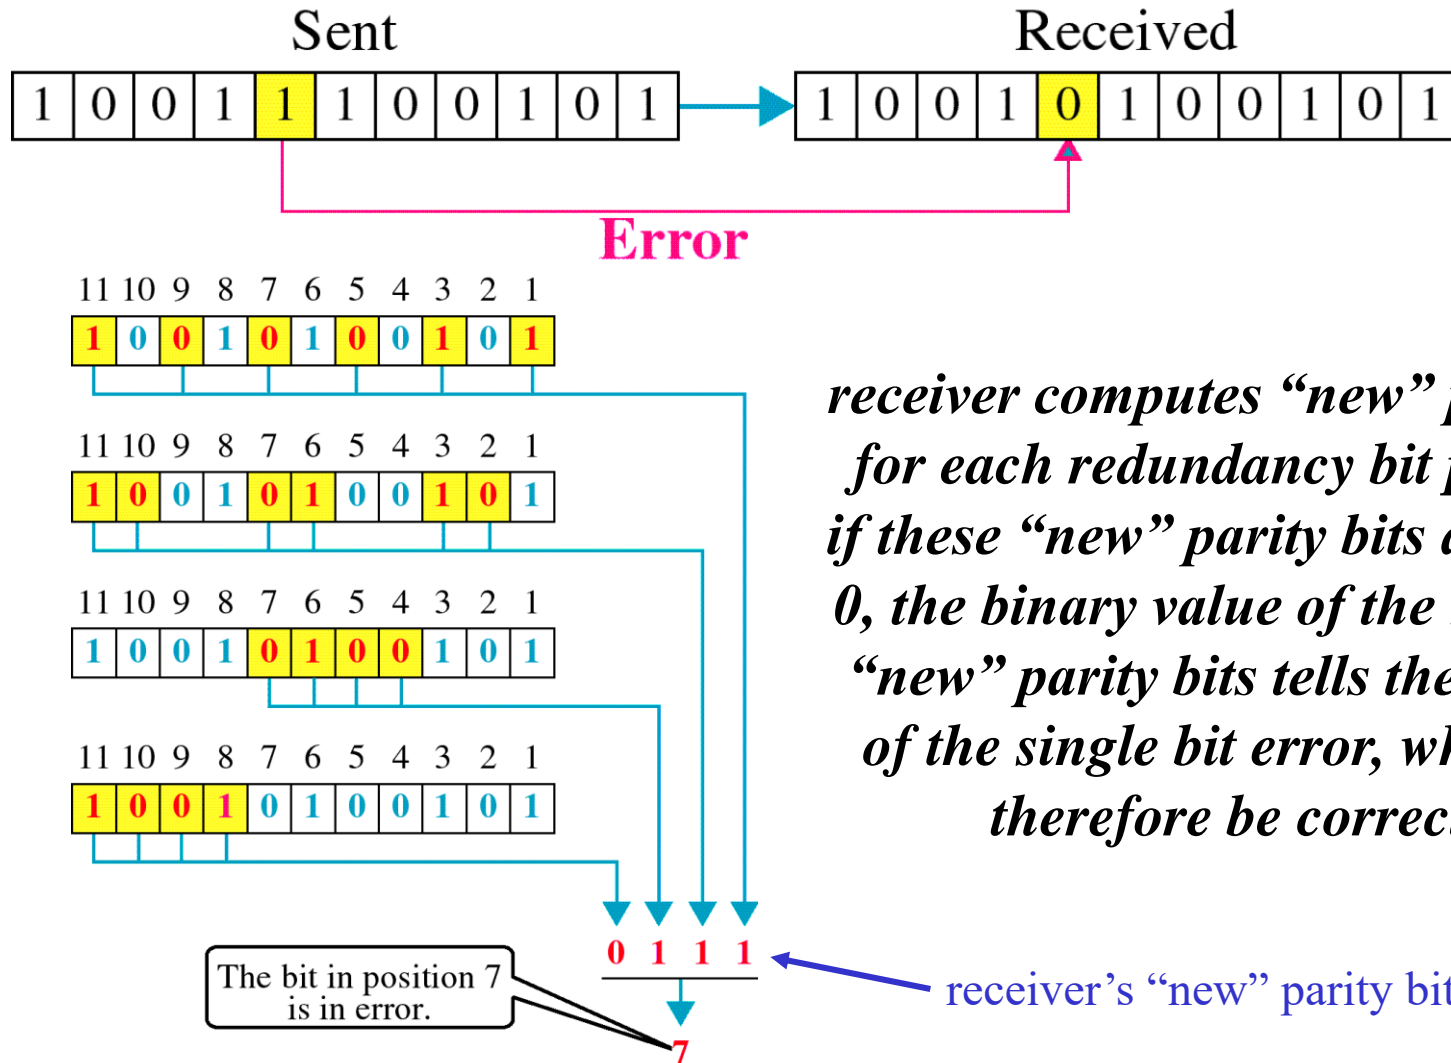 Sent
Received
1 0 0 1 1 1 0 0 1 0 1
1 0 0 1 0 1 0 0 1 0 1
Error
11 10 9 8 7 6 5 4 3 2 1
1 0 0 1 0 1 0 0 1 0 1
11 10 9 8 7 6 5 4 3 2 1
1 0 0 1 0 1 0 0 1 0 1
11 10 9 8 7 6 5 4 3 2 1
1 0 0 1 0 1 0 0 1 0 1
11 10 9 8 7 6 5 4 3 2 1
1 0 0 1 0 1 0 0 1 0 1
receiver computes “new”
for each redundancy bit
if these “new” parity bits
0, the binary value of the
“new” parity bits tells the
of the single bit error,
therefore be
0 1 1 1
The bit in position 7
is in error.
7
receiver’s “new” parity